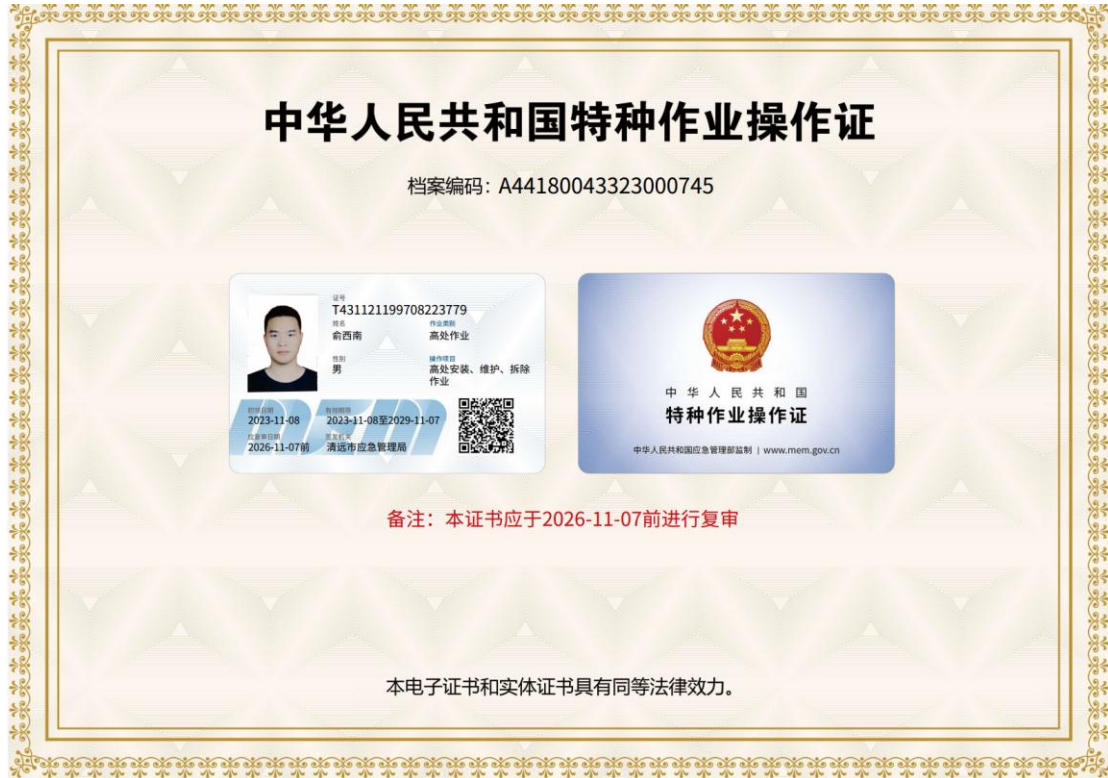 中华人民共和国特种作业操作证
档案编码：A44180043323000745
证号
T431121199708223779
姓名
俞西南
作业类别
高处作业
性别
男
操作项目
高处安装、维护、拆除
作业
初领日期
2023-11-08
有效期限
2023-11-08至2029-11-07
应复审日期
2026-11-07前
签发机关
清远市应急管理局
中华人民共和国
特种作业操作证
中华人民共和国应急管理部监制 | www.mem.gov.cn
备注：本证书应于2026-11-07前进行复审
本电子证书和实体证书具有同等法律效力。